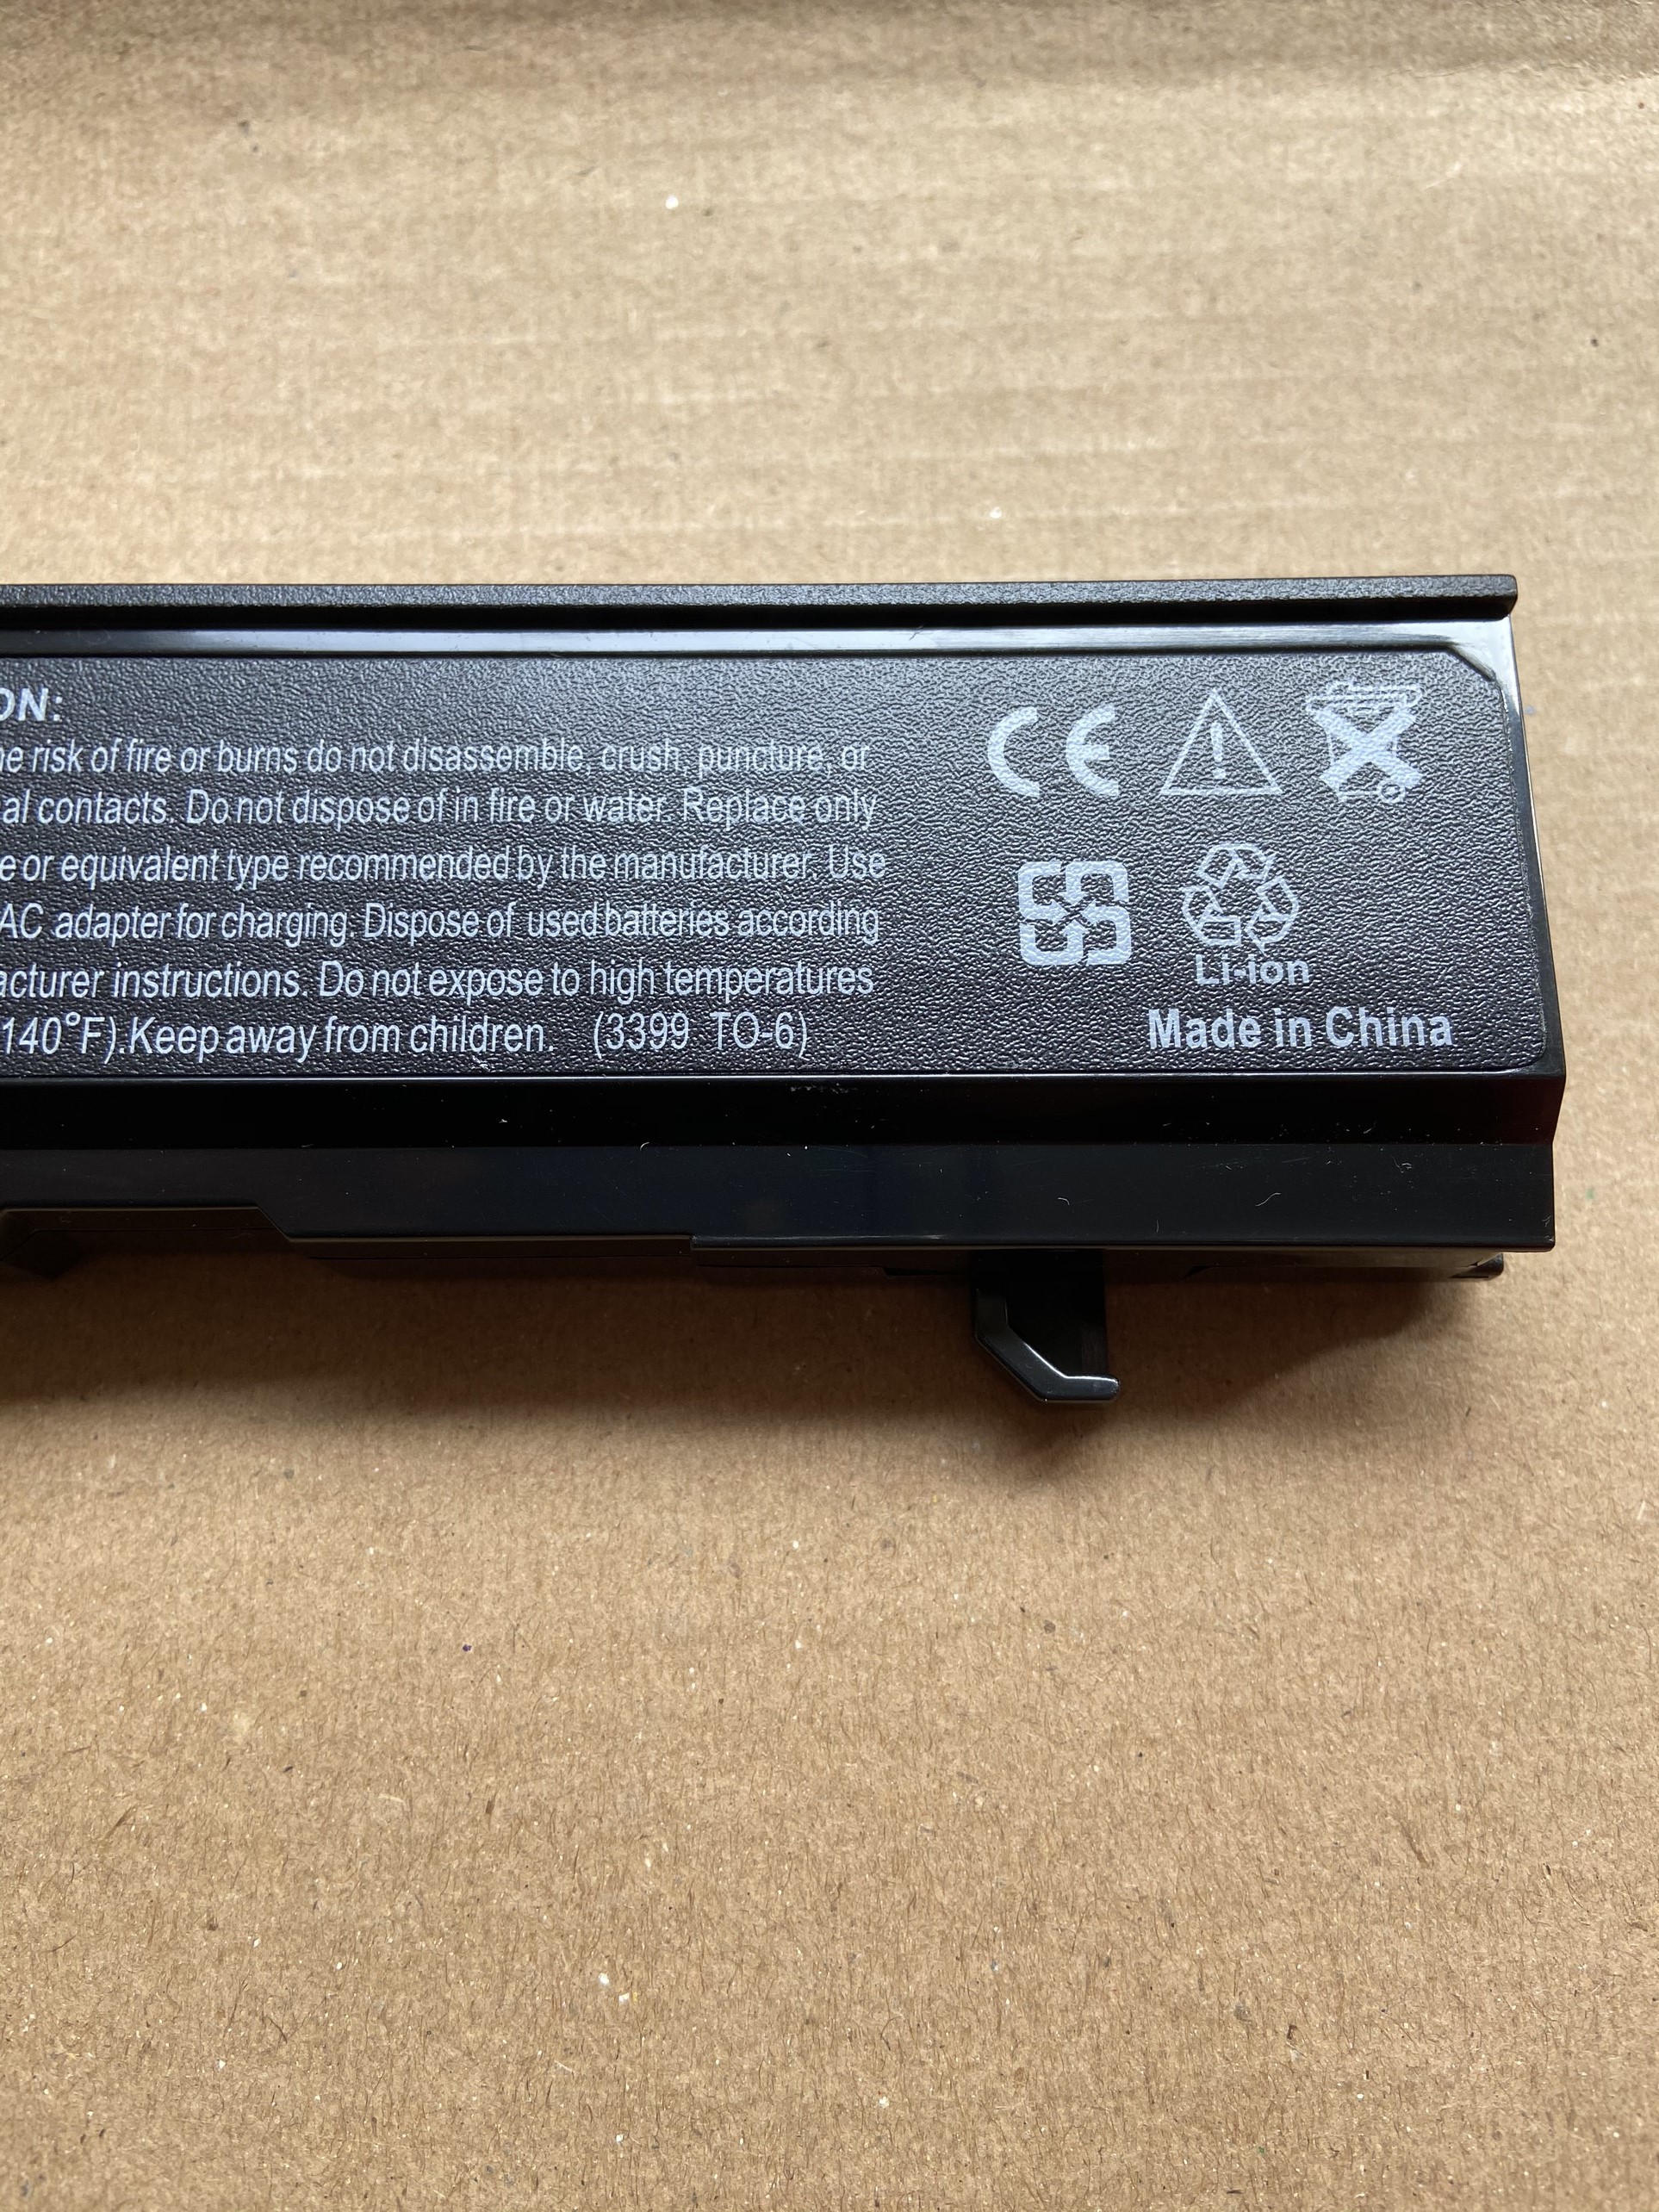 ON:
he risk of fire or burns do not disassemble, crush, puncture, or
al contacts. Do not dispose of in fire or water. Replace only
e or equivalent type recommended by the manufacturer. Use
AC adapter for charging. Dispose of used batteries according
acturer instructions. Do not expose to high temperatures
140°F).Keep away from children. (3399 TO-6)
CE
Li-ion
Made in China